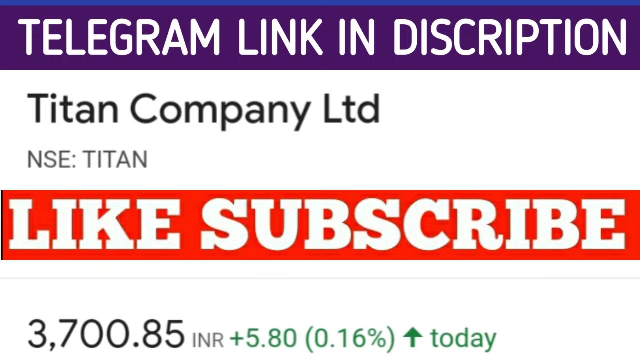 TELEGRAM LINK IN DISCRIPTION
Titan Company Ltd
NSE: TITAN
LIKE SUBSCRIBE
3,700.85 INR +5.80 (0.16%) ↑ today